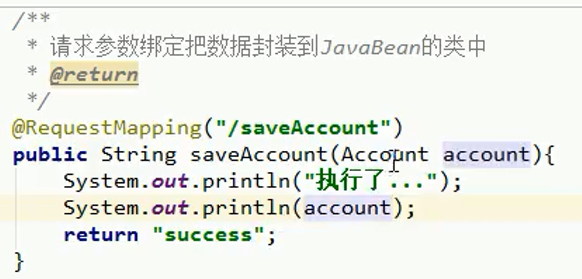 /**
 * 请求参数绑定把数据封装到JavaBean的类中
 * @return
 */
@RequestMapping("/saveAccount")
public String saveAccount(Account account){
    System.out.println("执行了...");
    System.out.println(account);
    return "success";
}